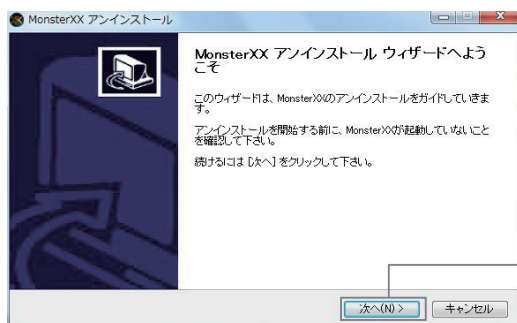 MonsterXX アンインストール
MonsterXX アンインストール ウィザードへよう
こそ
このウィザードは、MonsterXXのアンインストールをガイドしていきま
す。
アンインストールを開始する前に、MonsterXXが起動していないこと
を確認して下さい。
続けるには [次へ] をクリックして下さい。
次へ(N) >
キャンセル